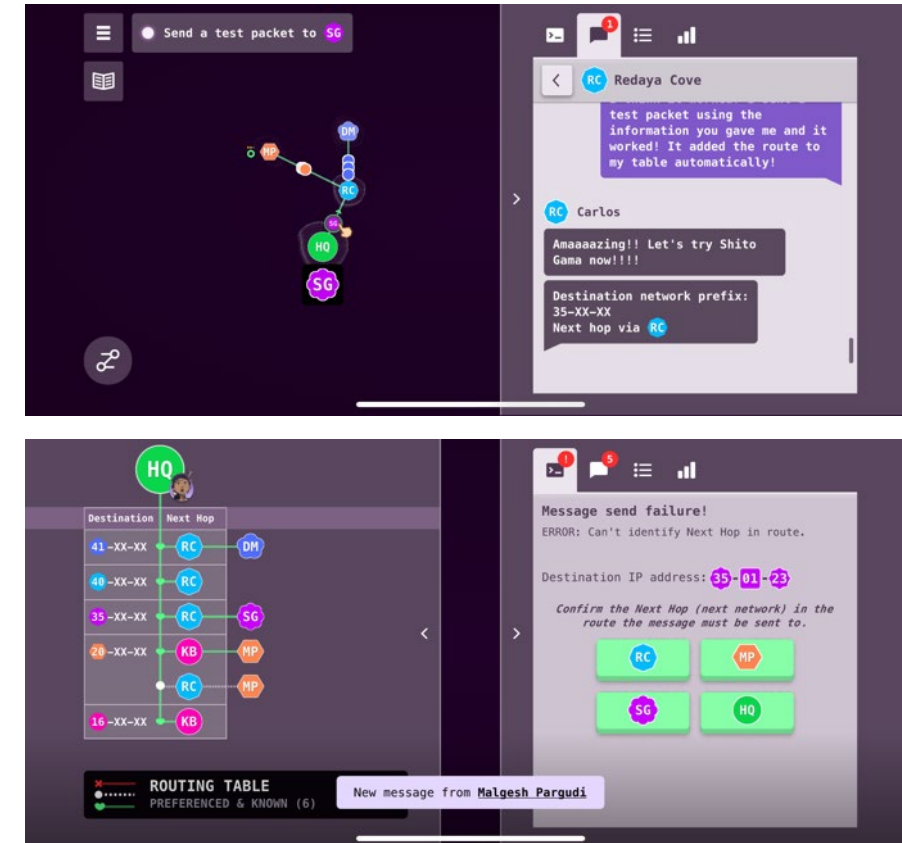 Send a test packet to SG
1
RC Redaya Cove
test packet using the
information you gave me and it
worked! It added the route to
my table automatically!
DM
MP
RC
SG
HQ
SG
RC Carlos
Amaaaazing!! Let's try Shito
Gama now!!!!
Destination network prefix:
35-XX-XX
Next hop via RC
HQ
Destination Next Hop
41-XX-XX RC DM
40-XX-XX RC
35-XX-XX RC SG
20-XX-XX KB MP
RC MP
16-XX-XX KB
ROUTING TABLE
PREFERENCED & KNOWN (6)
! 5
Message send failure!
ERROR: Can't identify Next Hop in route.
Destination IP address: 35-01-23
Confirm the Next Hop (next network) in the
route the message must be sent to.
RC MP
SG HQ
New message from Malgesh Pargudi